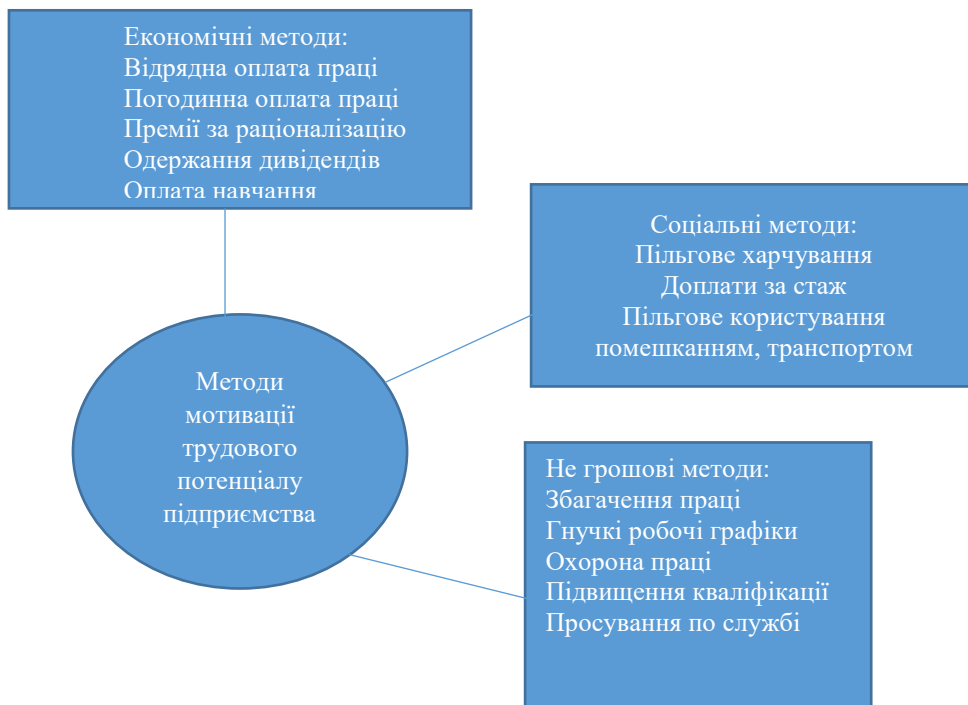 Економічні методи:
Відрядна оплата праці
Погодинна оплата праці
Премії за раціоналізацію
Одержання дивідендів
Оплата навчання
Соціальні методи:
Пільгове харчування
Доплати за стаж
Пільгове користування
помешканням, транспортом
Методи
мотивації
трудового
потенціалу
підприємства
Не грошові методи:
Збагачення праці
Гнучкі робочі графіки
Охорона праці
Підвищення кваліфікації
Просування по службі